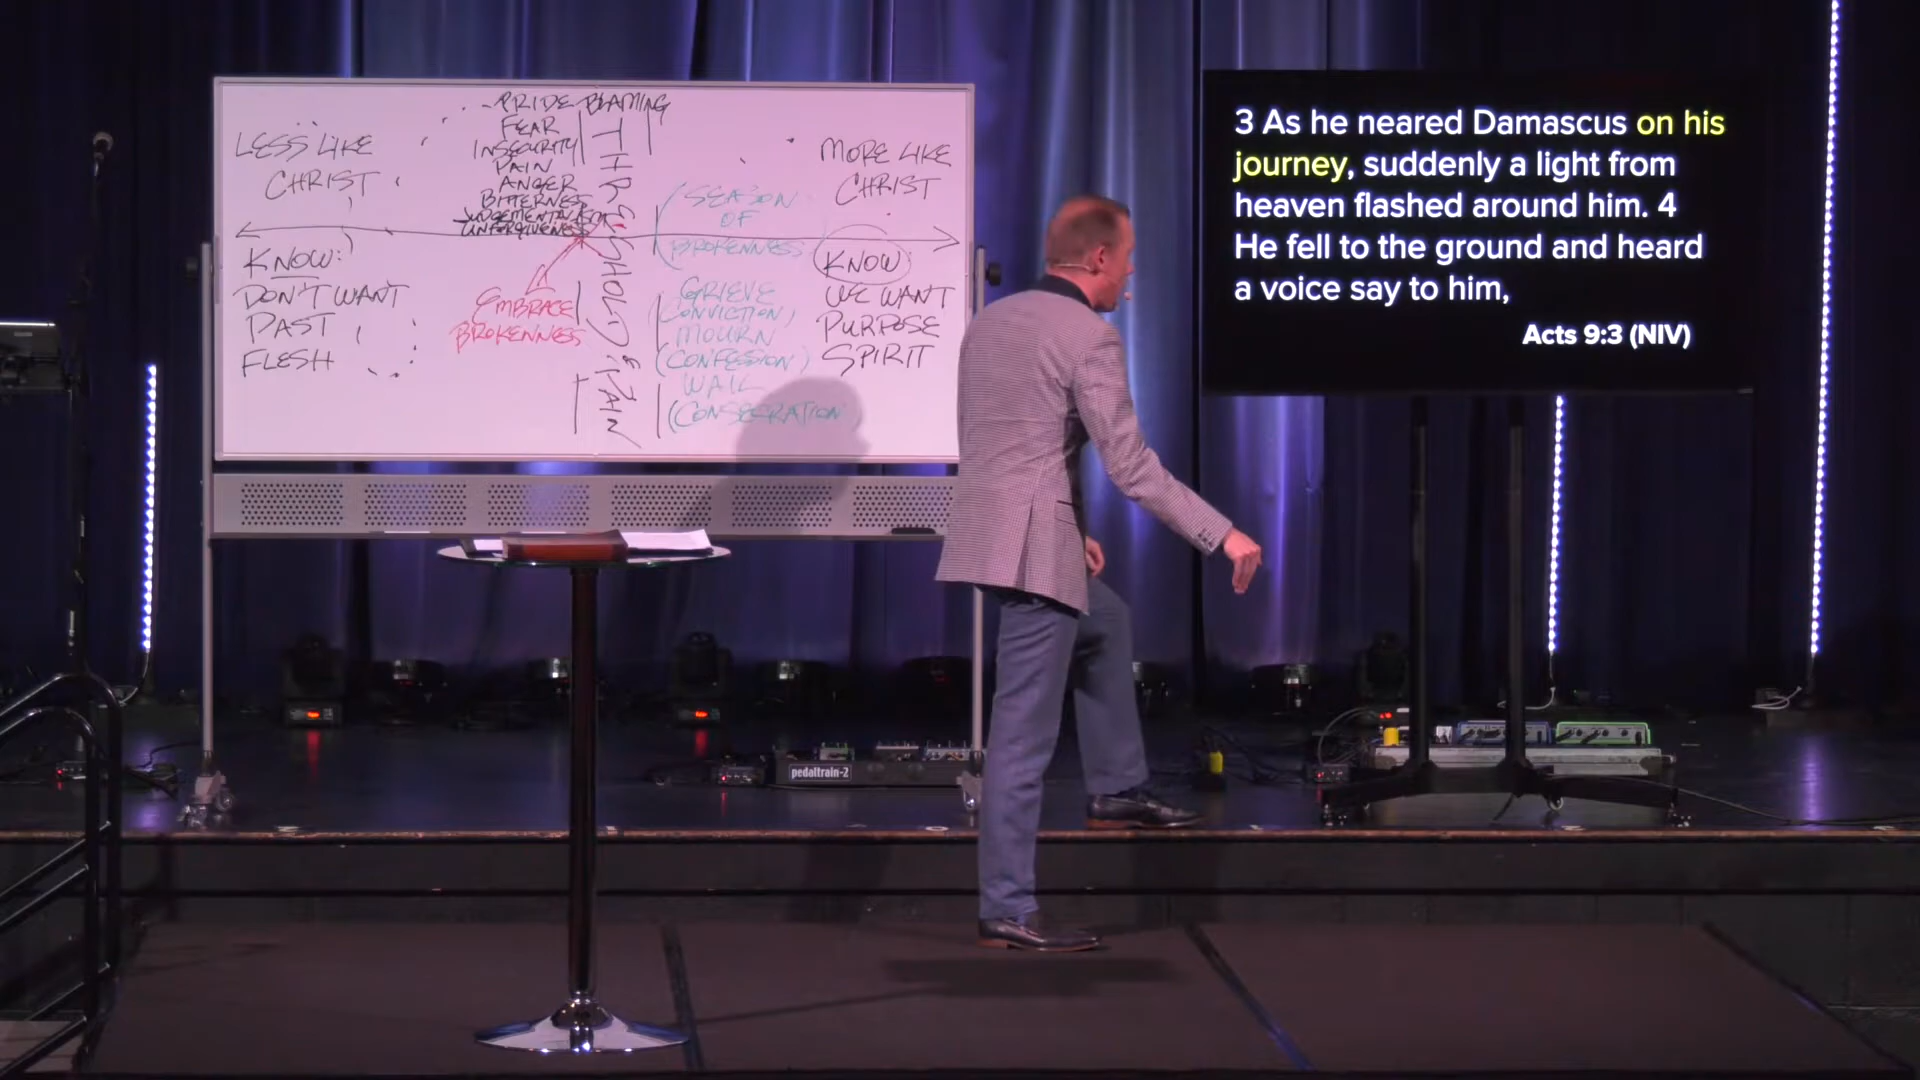 PRIDE BLAMING
FEAR
INSECURITY
PAIN
ANGER
BITTERNESS
JUDGEMENTALISM
UNFORGIVENESS
LESS LIKE
CHRIST
KNOW:
DON'T WANT
PAST
FLESH
EMBRACE
BROKENNESS
THRESHOLD OF PAIN
(SEASON
OF
BROKENNESS
GRIEVE
(CONVICTION)
MOURN
(CONFESSION)
WAIL
(CONSECRATION)
MORE LIKE
CHRIST
KNOW
WE WANT
PURPOSE
SPIRIT
3 As he neared Damascus on his
journey, suddenly a light from
heaven flashed around him. 4
He fell to the ground and heard
a voice say to him,
Acts 9:3 (NIV)
pedaltrain-2